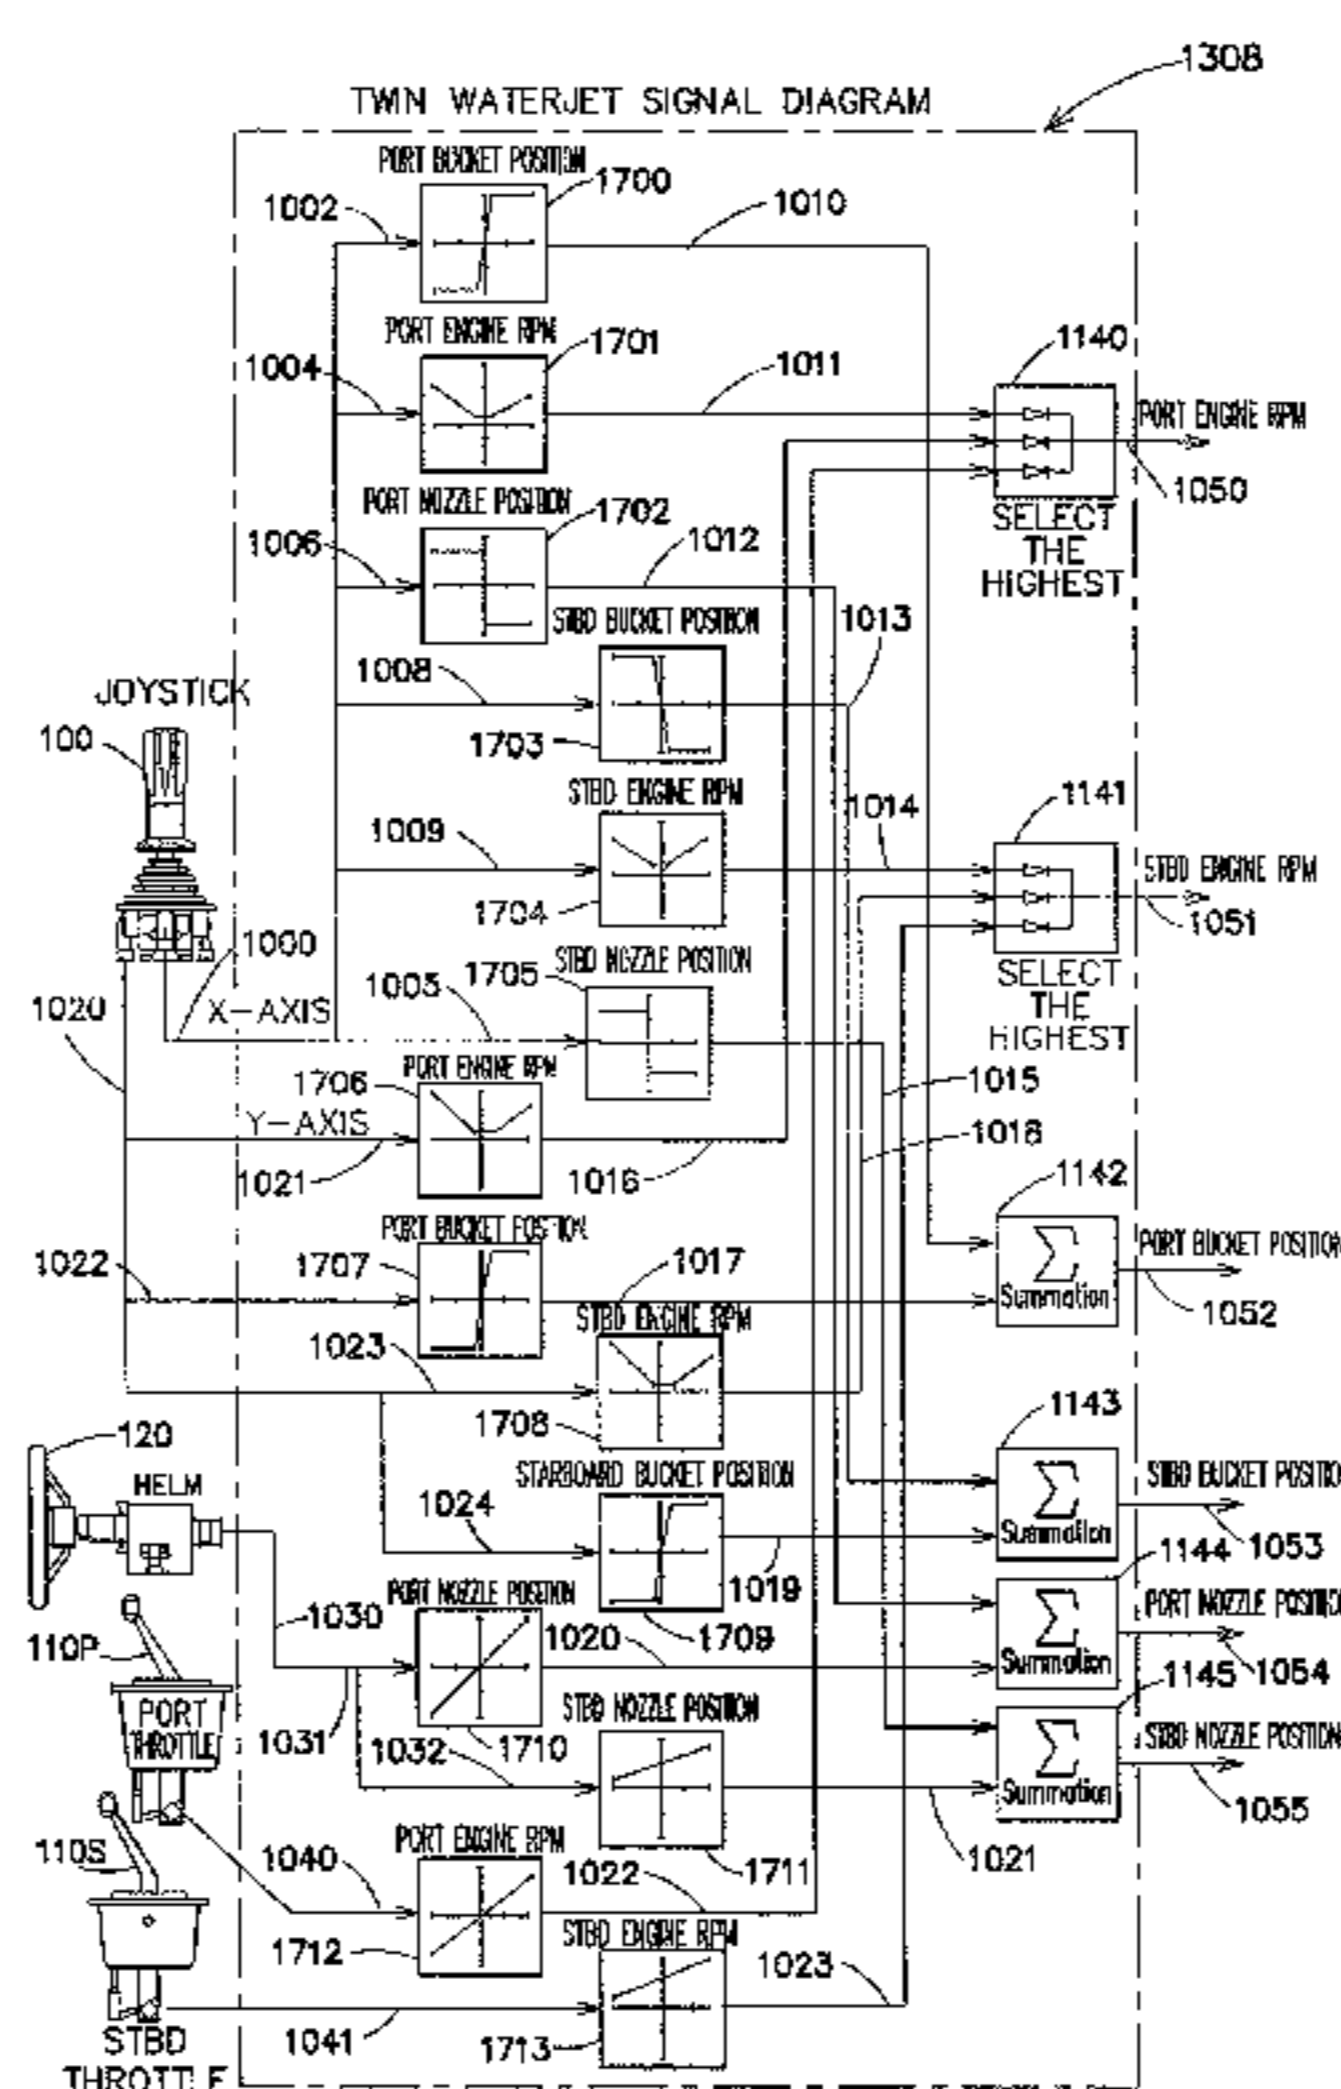 1308
TWIN WATERJET SIGNAL DIAGRAM
PORT BUCKET POSITION
1700
1002
1010
PORT ENGINE RPM
1701
1140
1004
1011
PORT ENGINE RPM
1050
PORT NOZZLE POSITION
1702
SELECT
THE
HIGHEST
1006
1012
STBD BUCKET POSITION
1013
1008
JOYSTICK
100
1703
STBD ENGINE RPM
1014
1141
1009
STBD ENGINE RPM
1704
1051
1000
1705
STBD NOZZLE POSITION
SELECT
THE
HIGHEST
1020
X-AXIS
1003
PORT ENGINE RPM
1706
1015
Y-AXIS
1018
1021
1016
1142
PORT BUCKET POSITION
PORT BUCKET POSITION
1022
1707
1017
Summation
1052
STBD ENGINE RPM
1023
1143
1708
120
STARBOARD BUCKET POSITION
STBD BUCKET POSITIO
HELM
1024
Summation
1053
1144
1019
PORT NOZZLE POSITION
PORT NOZZLE POSITIO
1030
1020
1709
110P
Summation
1054
1145
PORT
THROTTLE
1031
1032
1710
STBD NOZZLE POSITION
STBD NOZZLE POSITION
Summation
1055
110S
PORT ENGINE RPM
1040
1022
1711
1021
1712
STBD ENGINE RPM
1023
STBD
THROTTLE
1041
1713